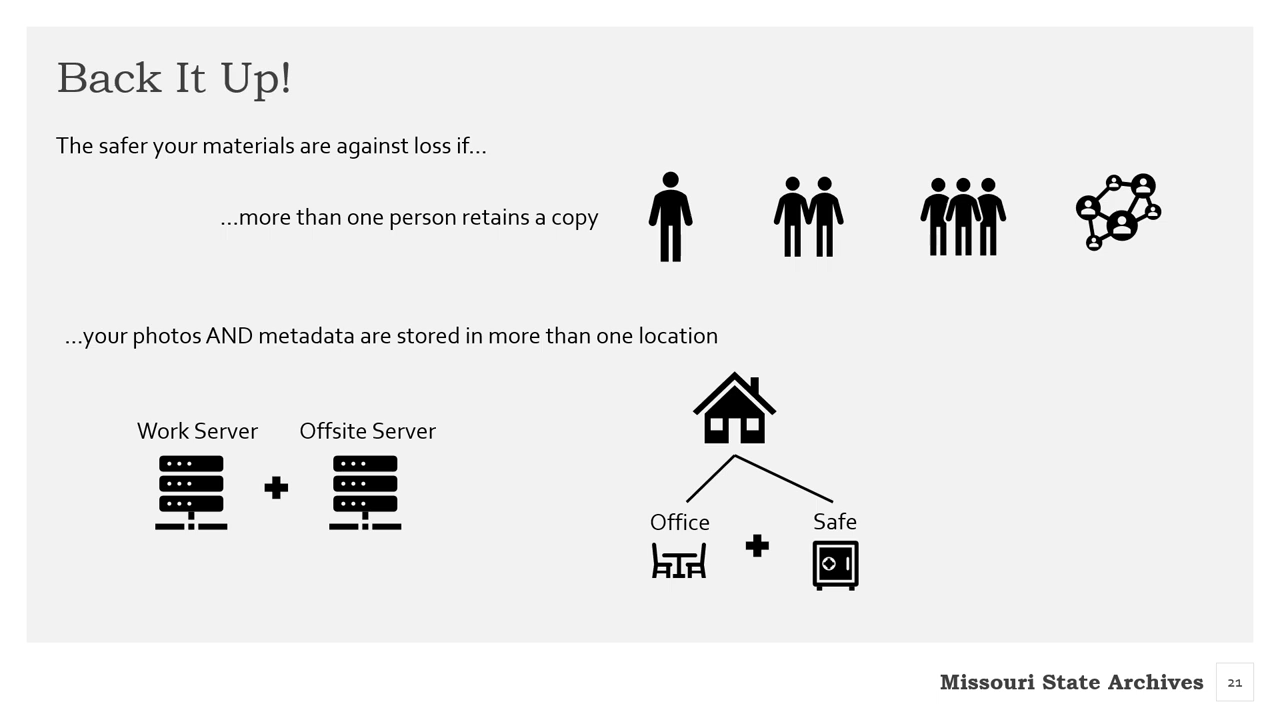 Back It Up!
The safer your materials are against loss if...
...more than one person retains a copy
...your photos AND metadata are stored in more than one location
Work Server
Offsite Server
Office
Safe
Missouri State Archives
21